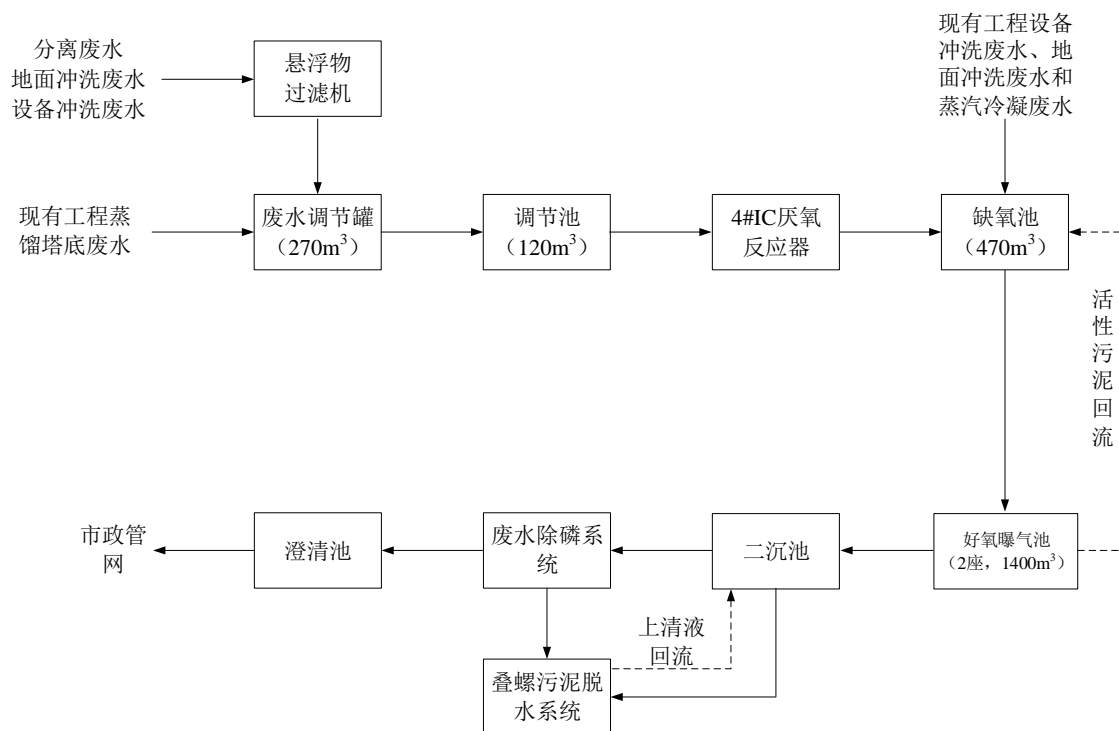 分离废水
地面冲洗废水
设备冲洗废水
悬浮物
过滤机
现有工程设备
冲洗废水、地
面冲洗废水和
蒸汽冷凝废水
现有工程蒸
馏塔底废水
废水调节罐
（270m³）
调节池
（120m³）
4#IC厌氧
反应器
缺氧池
（470m³）
活
性
污
泥
回
流
市政管
网
澄清池
废水除磷系
统
二沉池
好氧曝气池
（2座，1400m³）
上清液
回流
叠螺污泥脱
水系统